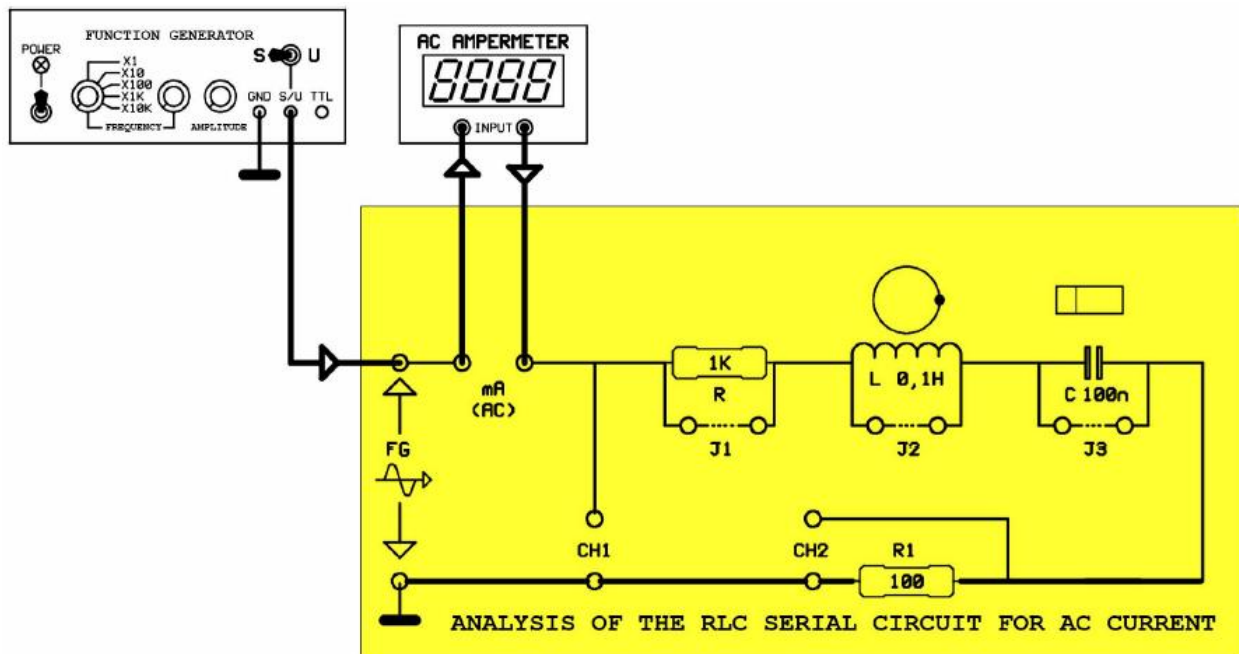 FUNCTION GENERATOR
POWER
S U
X1
X10
X100
X1K
X10K
GND S/U TTL
FREQUENCY
AMPLITUDE
AC AMPERMETER
8888
INPUT
mA
(AC)
1K
R
J1
L 0,1H
J2
C 100n
J3
FG
CH1
CH2
R1
100
ANALYSIS OF THE RLC SERIAL CIRCUIT FOR AC CURRENT